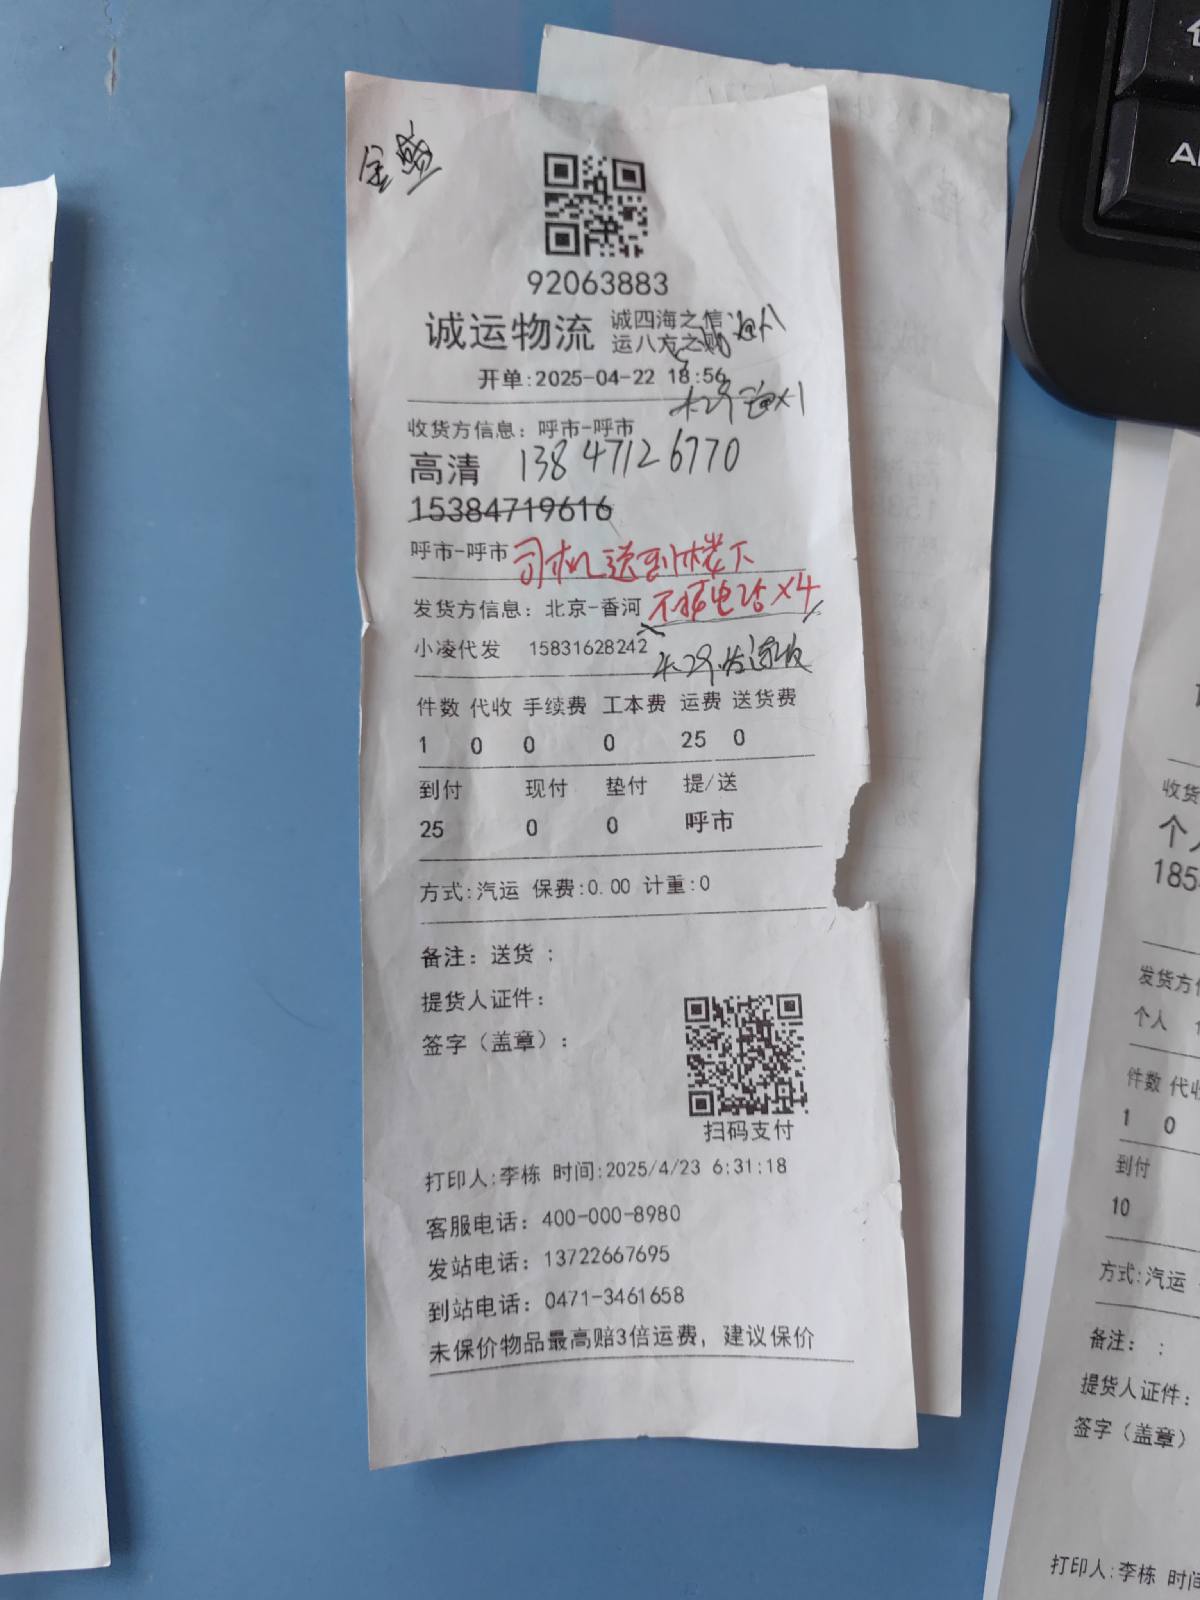 金盛
92063883
诚运物流 诚四海之信
运八方之购
开单:2025-04-22 18:56
收货方信息: 呼市-呼市
高清 13847126770
15384719616
呼市-呼市 司机送到楼下
发货方信息: 北京-香河 不接电话×4
小凌代发 15831628242
件数 代收 手续费 工本费 运费 送货费
1 0 0 0 25 0
到付 现付 垫付 提/送
25 0 0 呼市
方式:汽运 保费:0.00 计重:0
备注: 送货 ;
提货人证件:
签字 (盖章) :
扫码支付
打印人:李栋 时间:2025/4/23 6:31:18
客服电话: 400-000-8980
发站电话: 13722667695
到站电话: 0471-3461658
未保价物品最高赔3倍运费, 建议保价
收货
个人
185
发货方信
个人
件数 代收
1 0
到付
10
方式:汽运
备注: :
提货人证件:
签字 (盖章)
打印人:李栋 时间